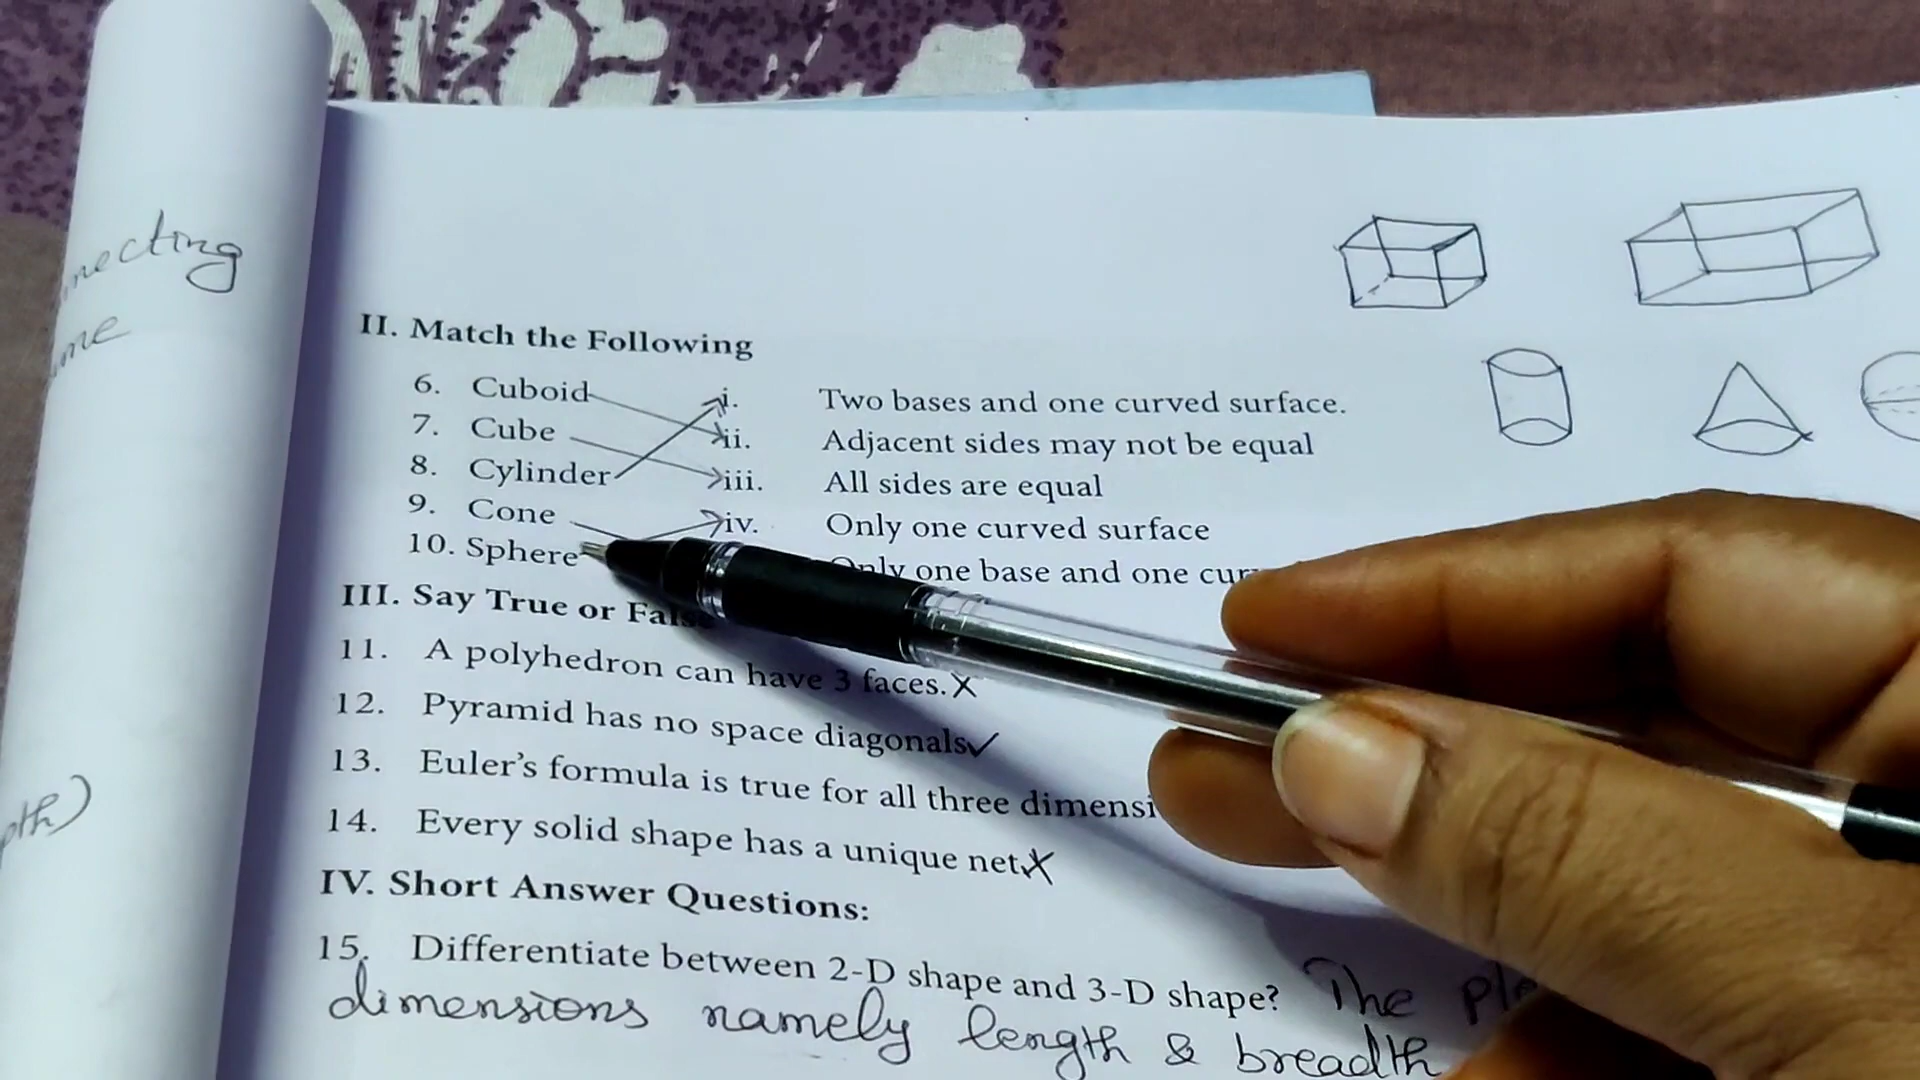 necting
II. Match the Following
6. Cuboid i. Two bases and one curved surface.
7. Cube ii. Adjacent sides may not be equal
8. Cylinder iii. All sides are equal
9. Cone iv. Only one curved surface
10. Sphere Only one base and one
III. Say True or False
11. A polyhedron can have 3 faces. X
12. Pyramid has no space diagonals ✓
13. Euler's formula is true for all three
14. Every solid shape has a unique net. X
IV. Short Answer Questions:
15. Differentiate between 2-D shape and 3-D shape? The
dimensions namely length & breadth